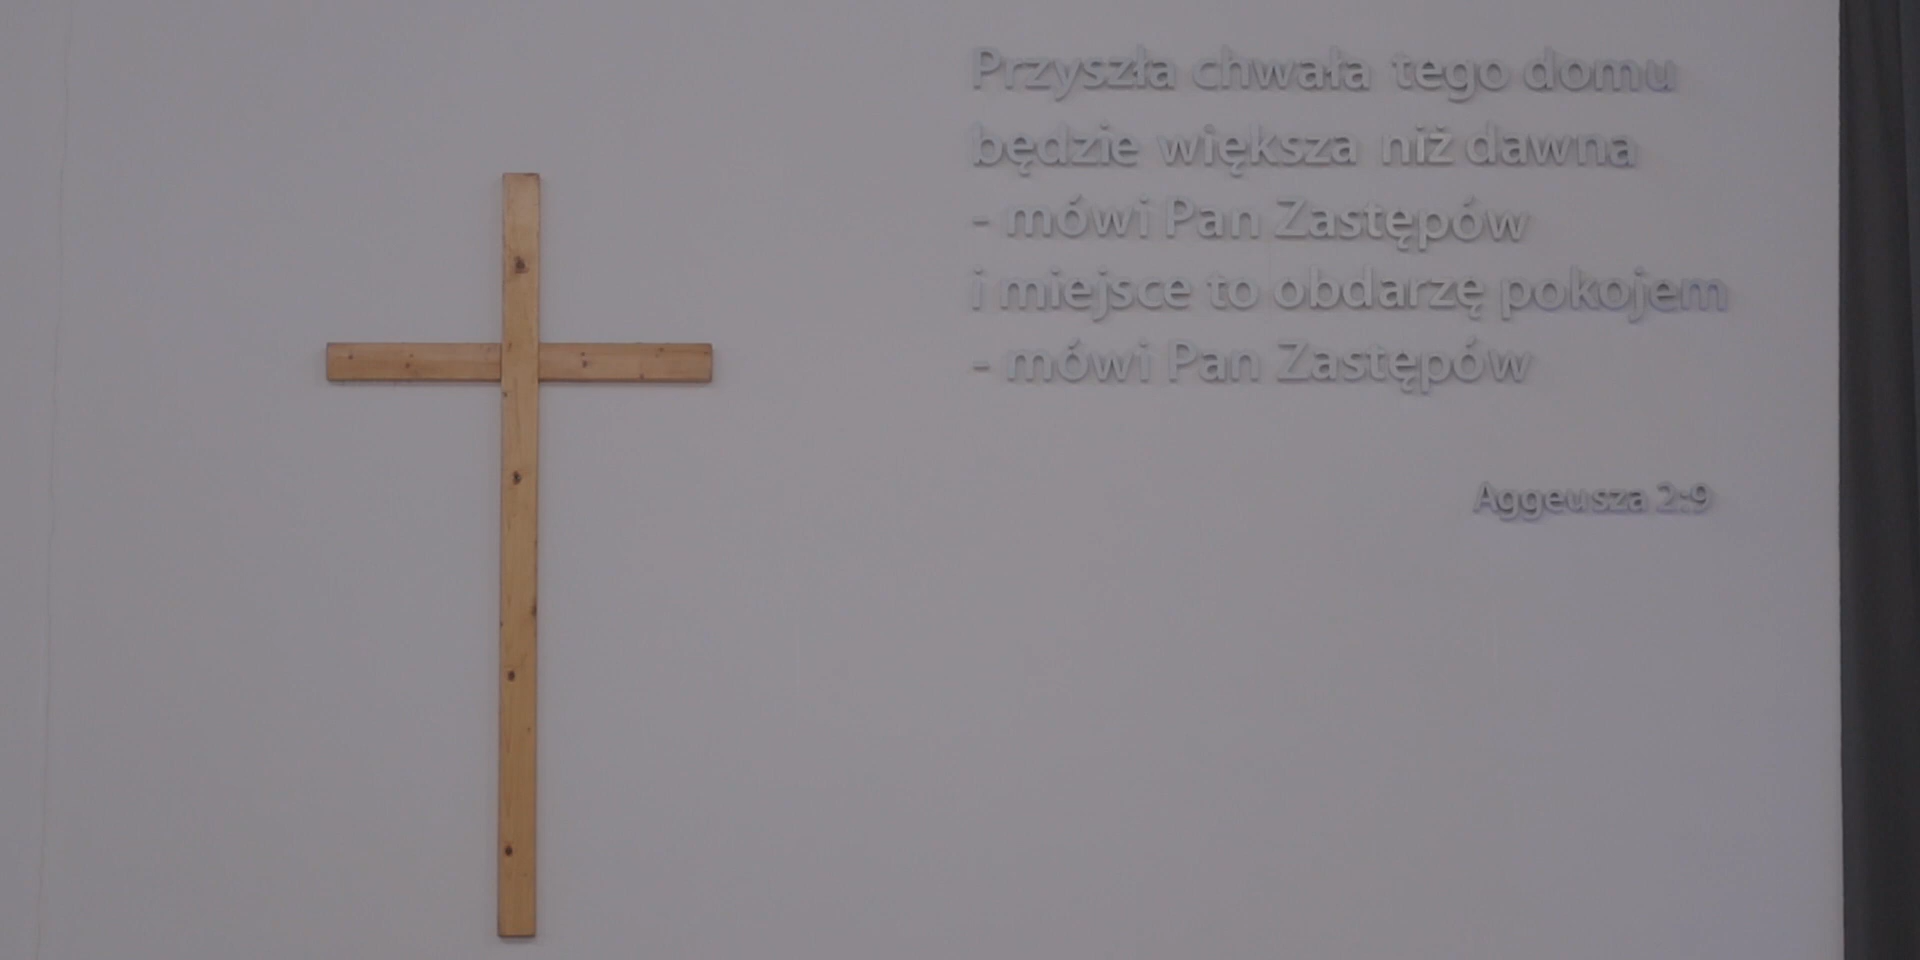 Przyszła chwała tego domu
będzie większa niż dawna
- mówi Pan Zastępów
i miejsce to obdarzę pokojem
- mówi Pan Zastępów
Aggeusza 2:9